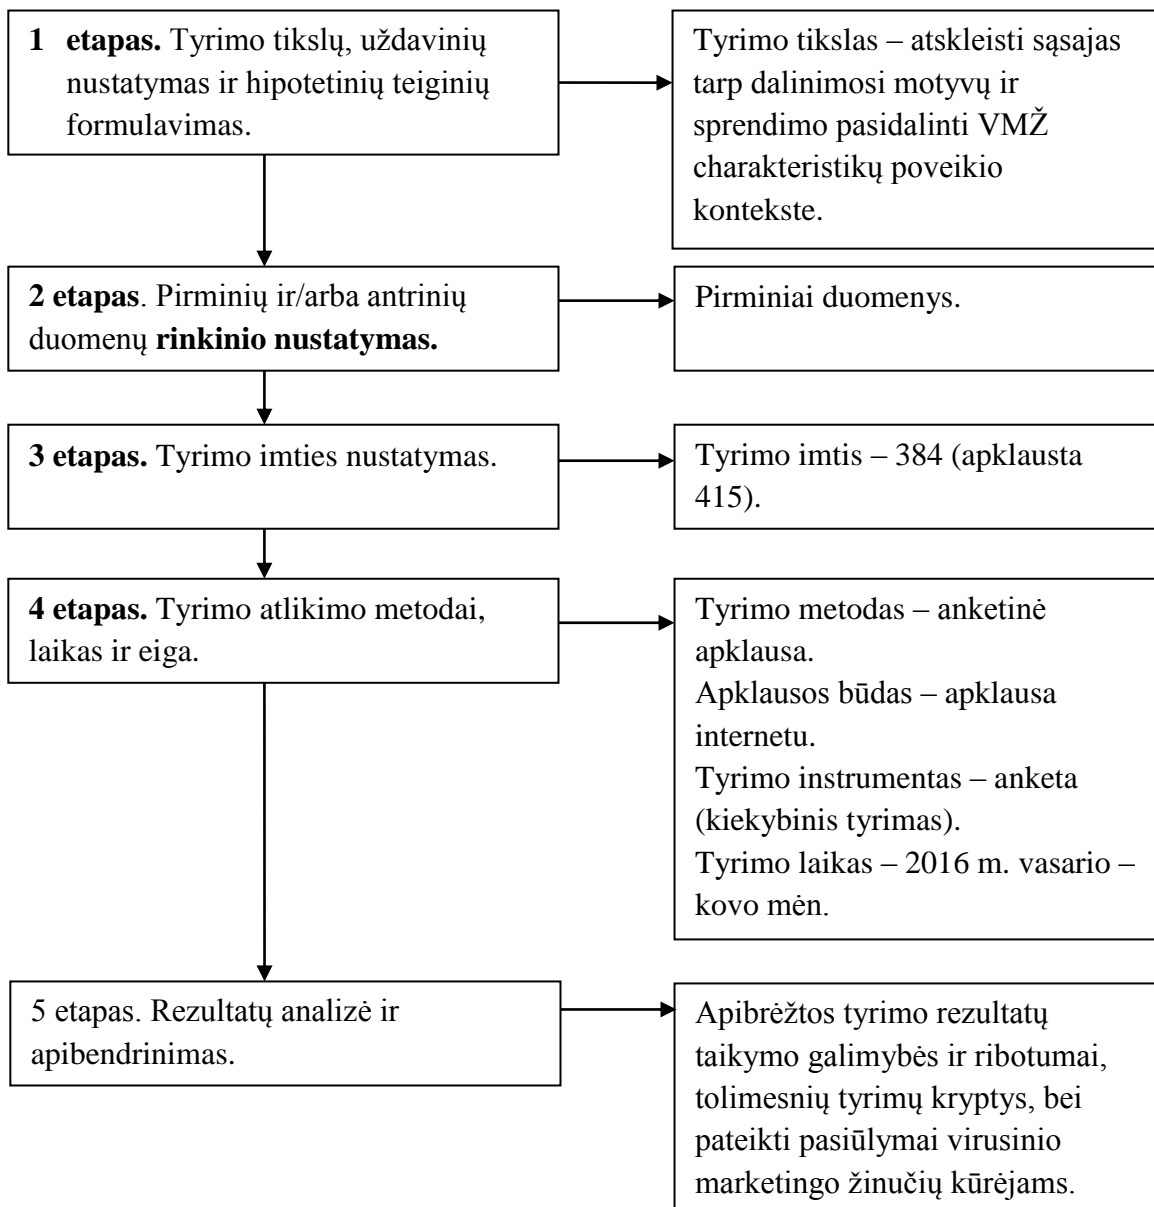 1 etapas. Tyrimo tikslų, uždavinių
nustatymas ir hipotetinių teiginių
formulavimas.
Tyrimo tikslas – atskleisti sąsajas
tarp dalinimosi motyvų ir
sprendimo pasidalinti VMŽ
charakteristikų poveikio
kontekste.
2 etapas. Pirminių ir/arba antrinių
duomenų rinkinio nustatymas.
Pirminiai duomenys.
3 etapas. Tyrimo imties nustatymas.
Tyrimo imtis – 384 (apklausta
415).
4 etapas. Tyrimo atlikimo metodai,
laikas ir eiga.
Tyrimo metodas – anketinė
apklausa.
Apklausos būdas – apklausa
internetu.
Tyrimo instrumentas – anketa
(kiekybinis tyrimas).
Tyrimo laikas – 2016 m. vasario –
kovo mėn.
5 etapas. Rezultatų analizė ir
apibendrinimas.
Apibrėžtos tyrimo rezultatų
taikymo galimybės ir ribotumai,
tolimesnių tyrimų kryptys, bei
pateikti pasiūlymai virusinio
marketingo žinučių kūrėjams.